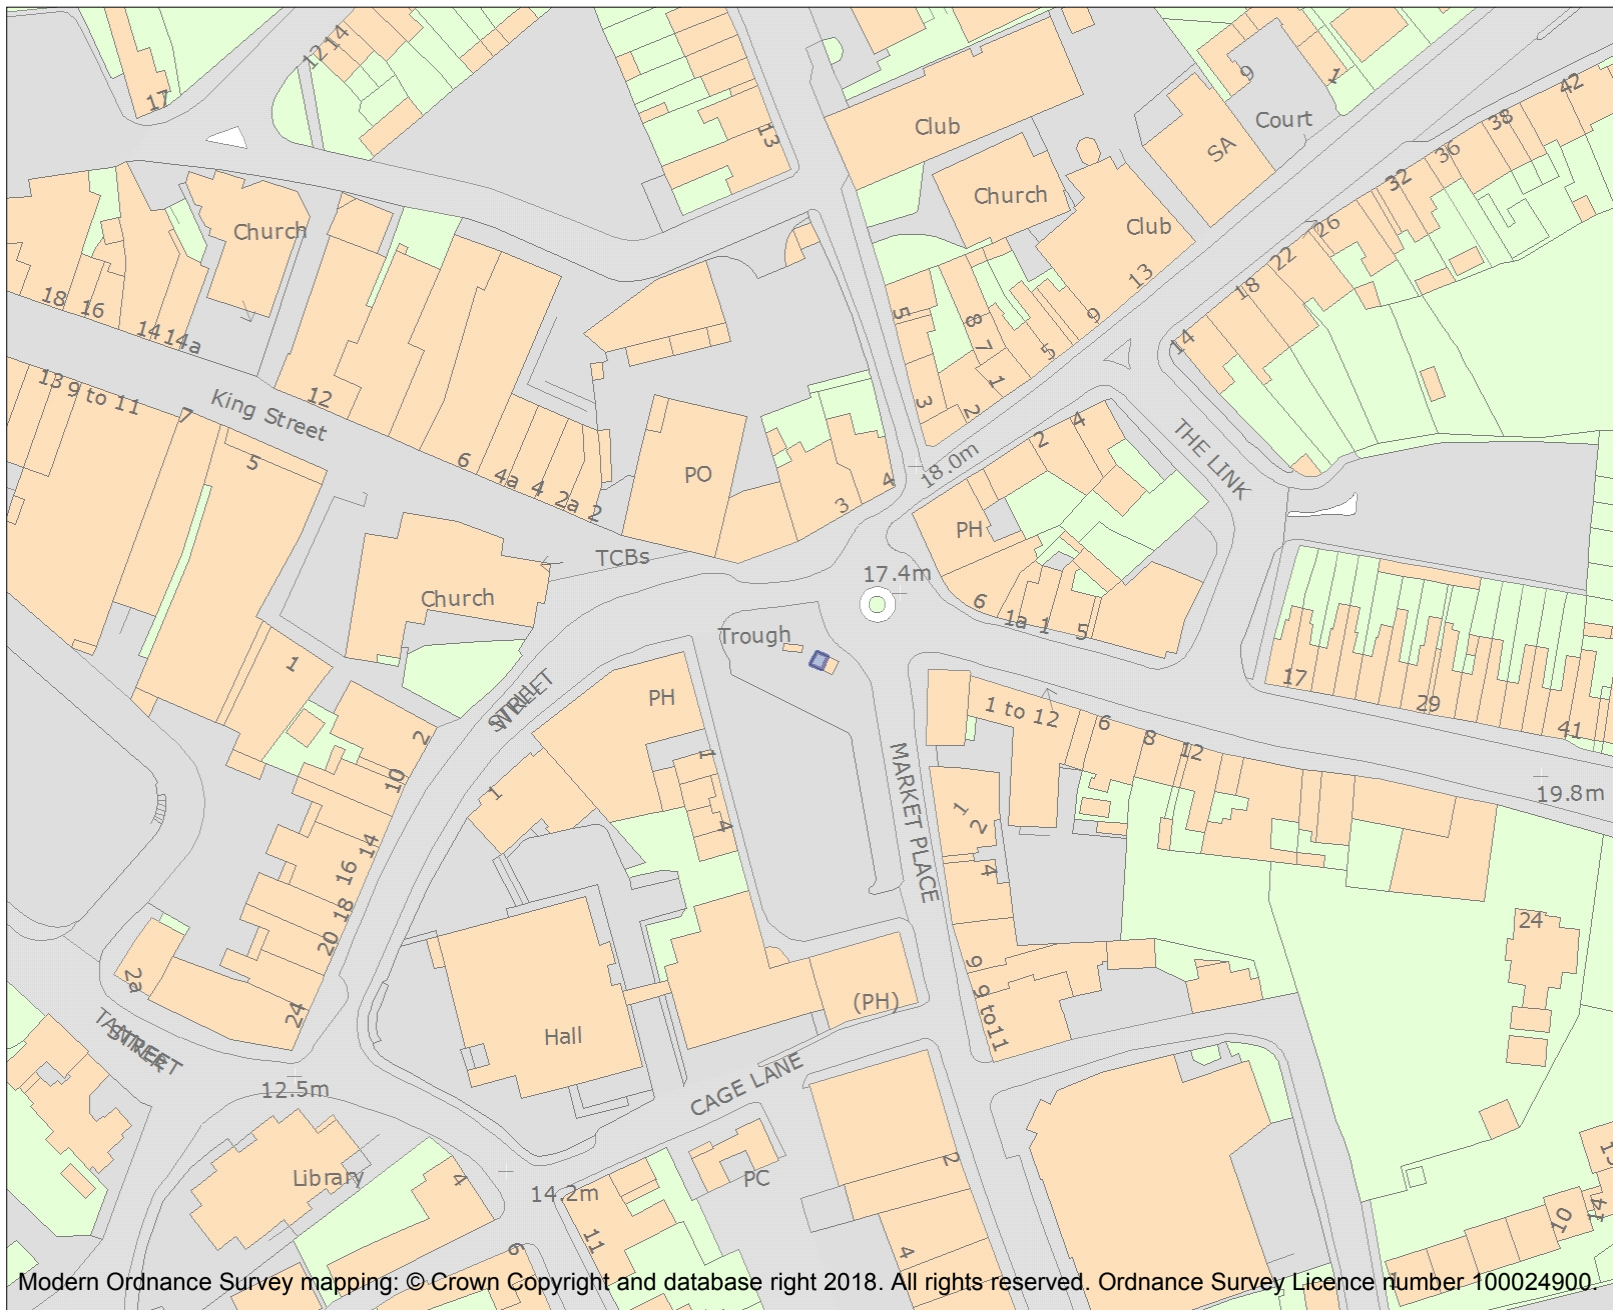 12
14
17
13
Club
9
1
Court
42
38
SA
36
Church
32
Church
Club
26
22
13
18
18
16
14
14a
5
8
7
9
5
14
13
9 to 11
12
King Street
7
1
3
2
2
4
THE LINK
5
6
4a
4
2a
2
PO
3
4
18.0m
PH
TCBs
17.4m
Church
6
1a
1
5
Trough
1
17
29
41
STREET
PH
1 to 12
6
8
12
2
1
MARKET PLACE
10
1
4
1
2
19.8m
14
16
4
18
20
24
2a
9
24
9 to11
(PH)
TANNER
STREET
Hall
12.5m
CAGE LANE
Library
4
14.2m
PC
2
11
6
4
10
14
1
Modern Ordnance Survey mapping: © Crown Copyright and database right 2018. All rights reserved. Ordnance Survey Licence number 100024900.